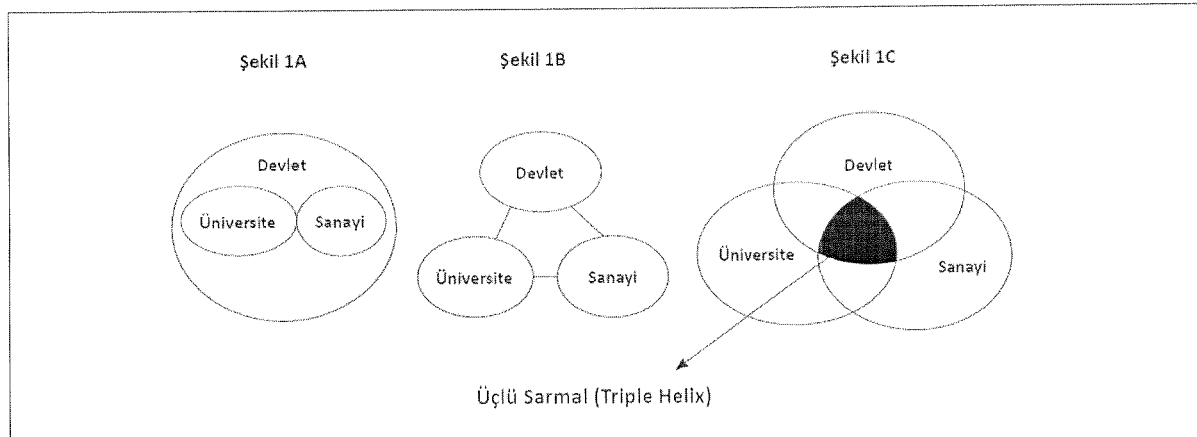 Şekil 1A
Devlet
Üniversite
Sanayi
Şekil 1B
Devlet
Üniversite
Sanayi
Şekil 1C
Devlet
Üniversite
Sanayi
Üçlü Sarmal (Triple Helix)